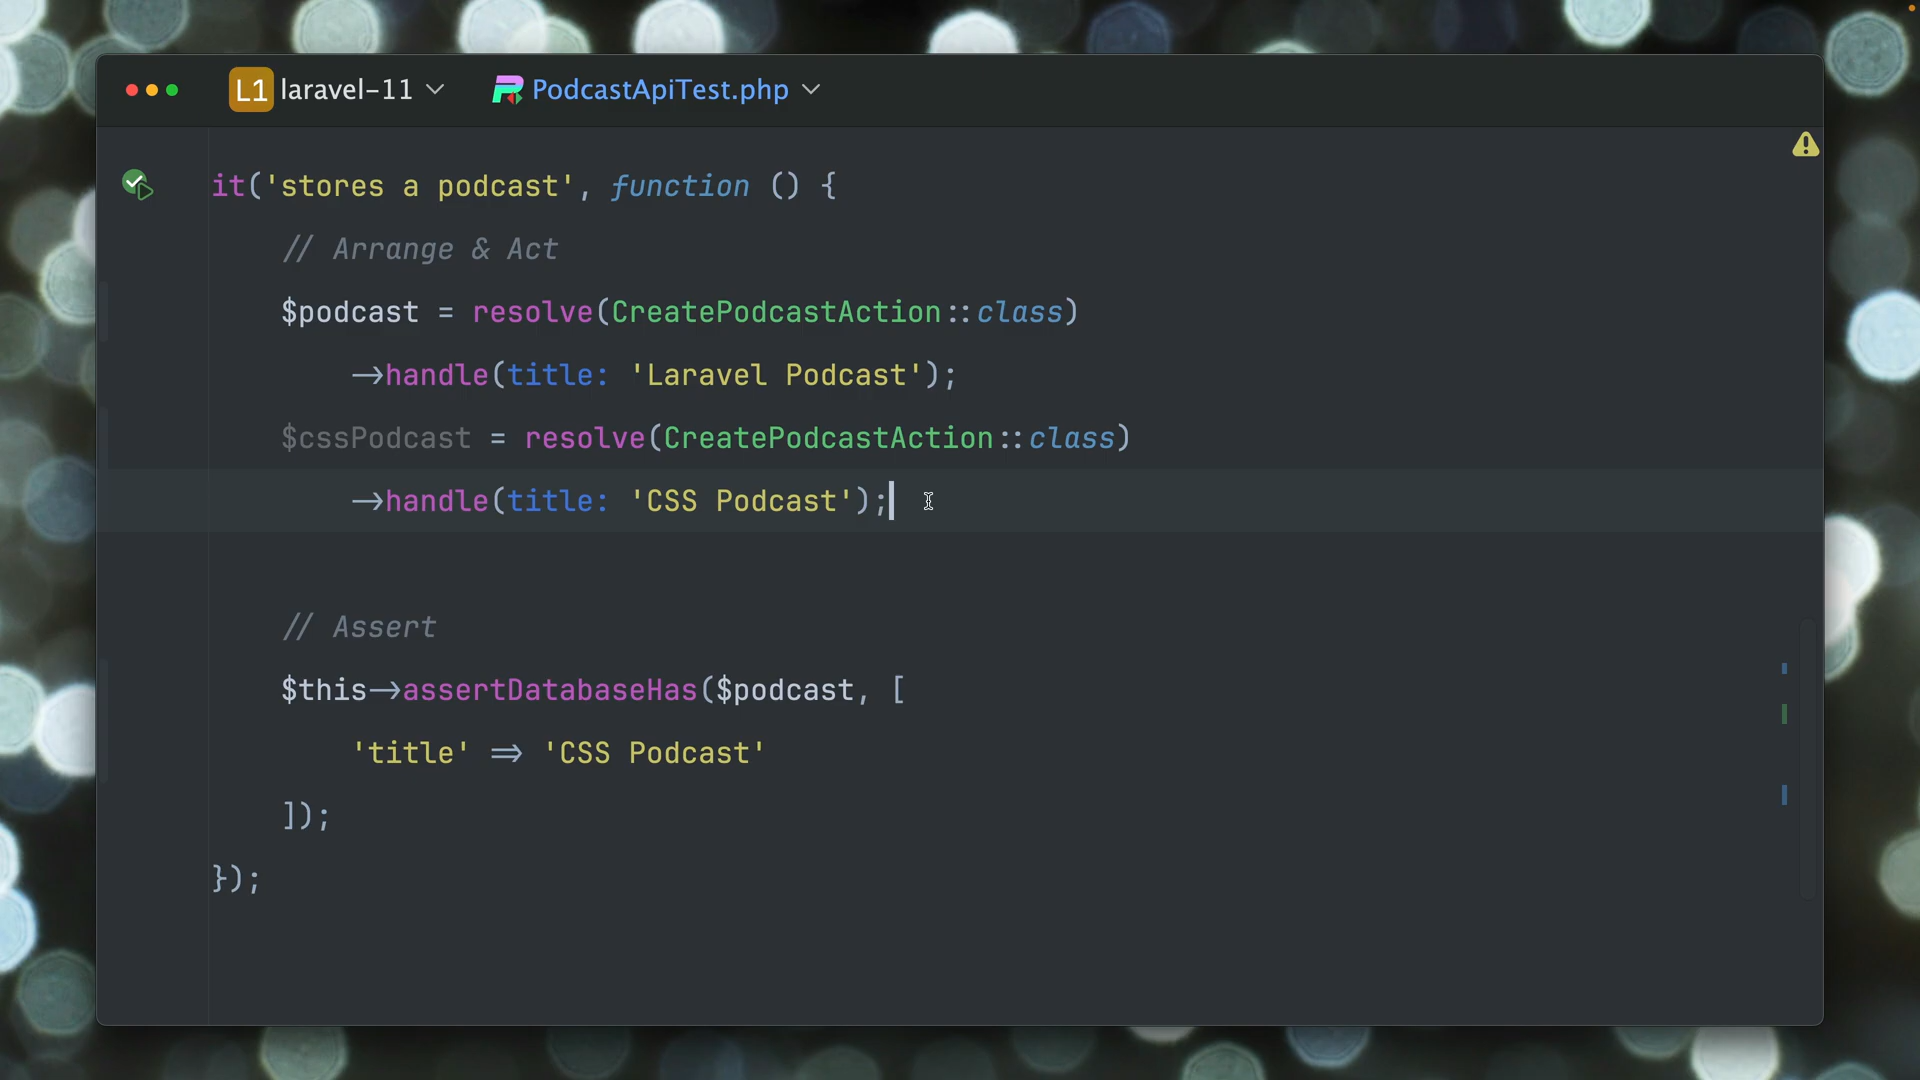 L1 laravel-11 PodcastApiTest.php
it('stores a podcast', function () {
// Arrange & Act
$podcast = resolve(CreatePodcastAction::class)
->handle(title: 'Laravel Podcast');
$cssPodcast = resolve(CreatePodcastAction::class)
->handle(title: 'CSS Podcast');
// Assert
$this->assertDatabaseHas($podcast, [
'title' => 'CSS Podcast'
]);
});